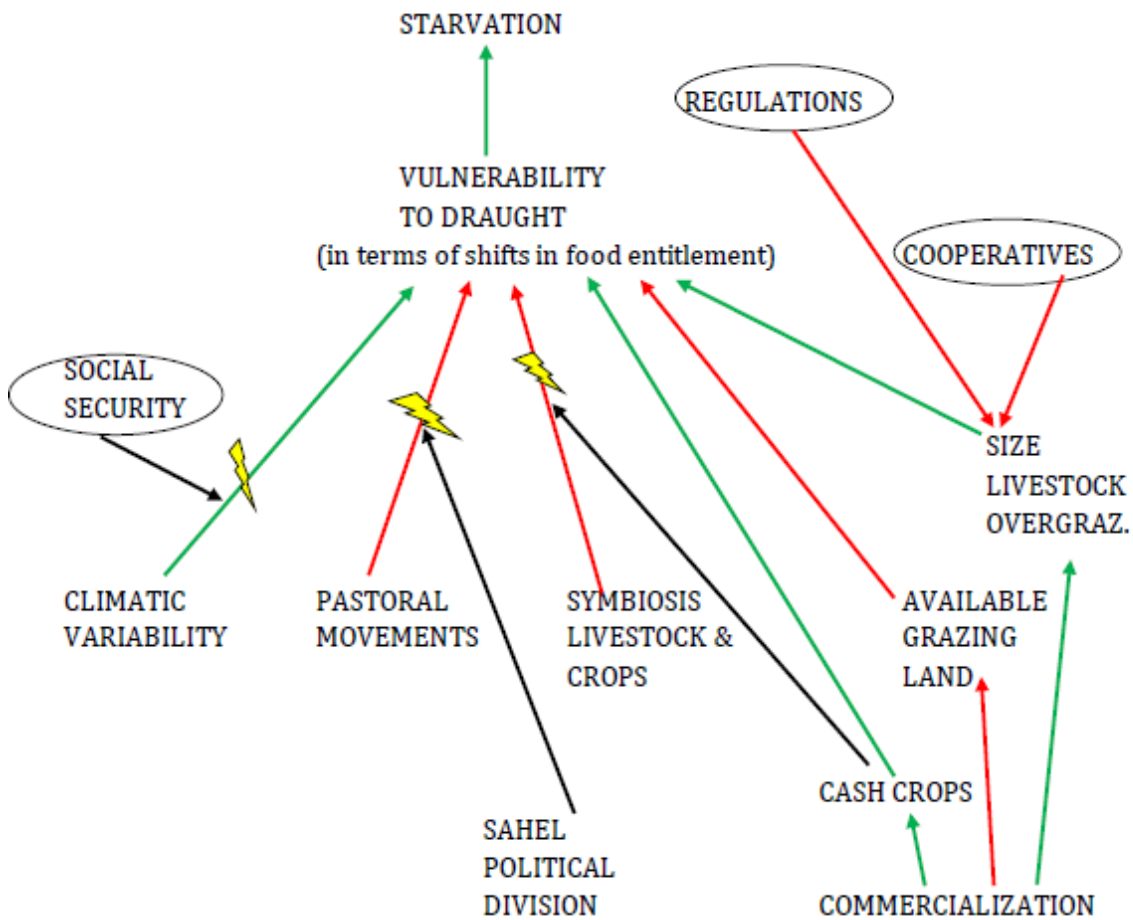 STARVATION
REGULATIONS
VULNERABILITY
TO DRAUGHT
(in terms of shifts in food entitlement)
COOPERATIVES
SOCIAL
SECURITY
SIZE
LIVESTOCK
OVERGRAZ.
CLIMATIC
VARIABILITY
PASTORAL
MOVEMENTS
SYMBIOSIS
LIVESTOCK &
CROPS
AVAILABLE
GRAZING
LAND
CASH CROPS
SAHEL
POLITICAL
DIVISION
COMMERCIALIZATION